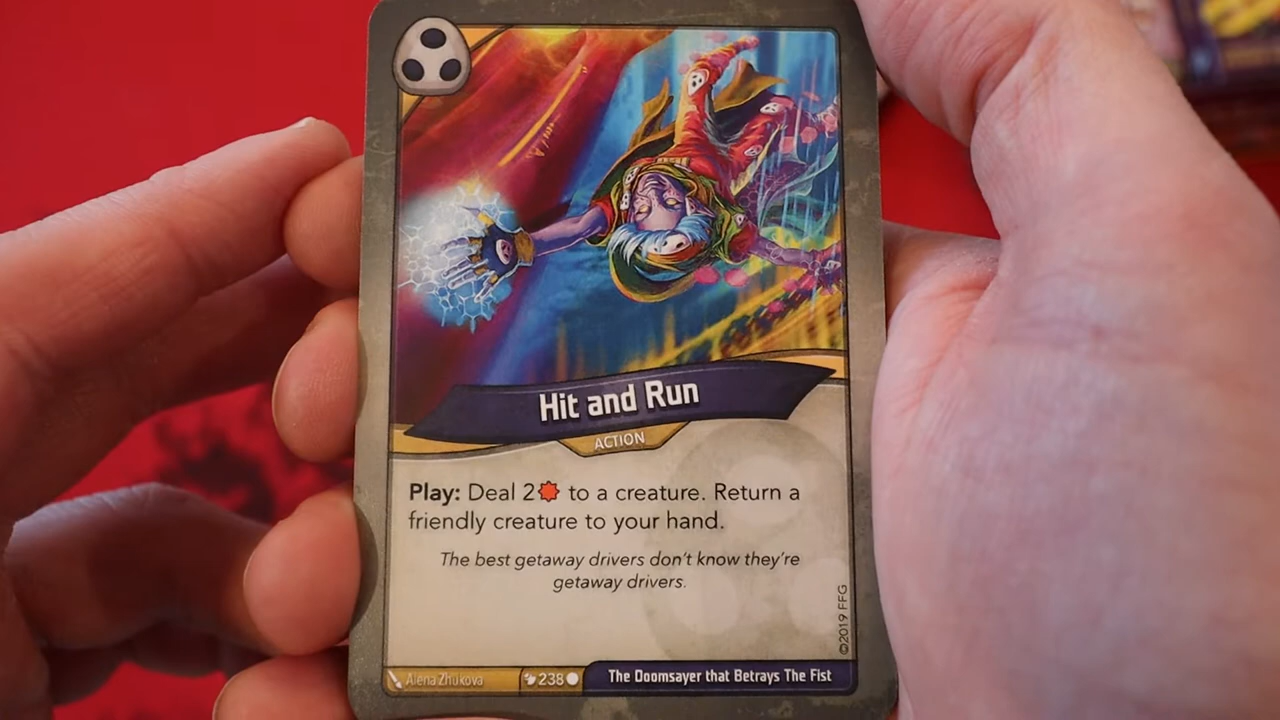 Hit and Run
ACTION
Play: Deal 2 to a creature. Return a
friendly creature to your hand.
The best getaway drivers don't know they're
getaway drivers.
©2019 FFG
Alena Zhukova
238
The Doomsayer that Betrays The Fist